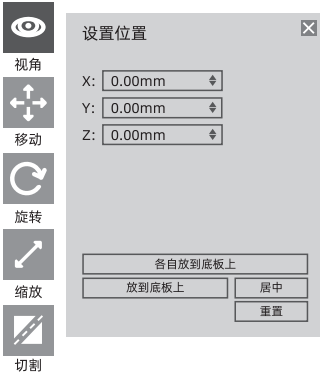 视角
移动
旋转
缩放
切割
设置位置
X: 0.00mm
Y: 0.00mm
Z: 0.00mm
各自放到底板上
放到底板上 居中
重置